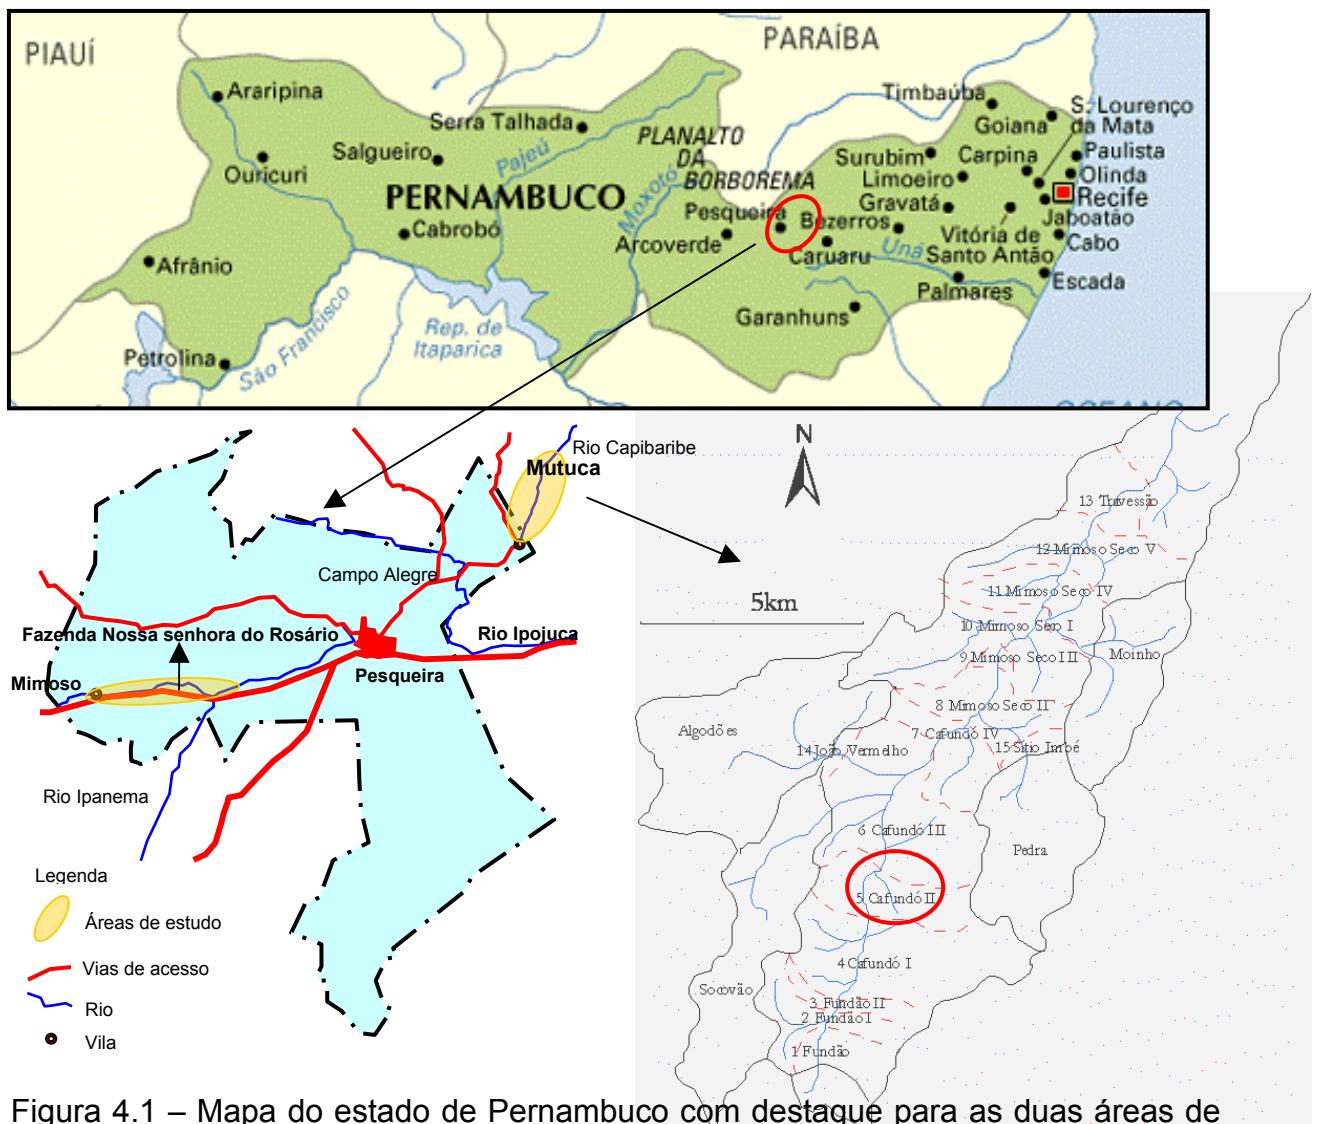 PIAUÍ
PARAÍBA
Araripina
Timbaúba
S. Lourenço
da Mata
Serra Talhada
Goiana
PLANALTO
DA
BORBOREMA
Salgueiro
Pajeú
Surubim
Carpina
Paulista
Ouricuri
Limoeiro
Olinda
PERNAMBUCO
Moxotó
Gravatá
Recife
Pesqueira
Bezerros
Jaboatão
Cabrobó
Arcoverde
Caruaru
Uná
Vitória de
Santo Antão
Cabo
Afrânio
Palmares
Escada
São Francisco
Rep. de
Itaparica
Garanhuns
Petrolina
OCEANO
Rio Capibaribe
Mutuca
N
Campo Alegre
5km
Fazenda Nossa senhora do Rosário
Rio Ipojuca
Mimoso
Pesqueira
Rio Ipanema
13 Travessão
12 Mimoso Seco V
11 Mimoso Seco IV
10 Mimoso Seco I
9 Mimoso Seco III
Moinho
8 Mimoso Seco II
Algodões
7 Cafundó IV
14 João Vermelho
15 Sítio Imbé
6 Cafundó III
Pedra
5 Cafundó II
4 Cafundó I
Socovão
3 Fundão II
2 Fundão I
1 Fundão
Legenda
Áreas de estudo
Vias de acesso
Rio
Vila
Figura 4.1 – Mapa do estado de Pernambuco com destaque para as duas áreas de